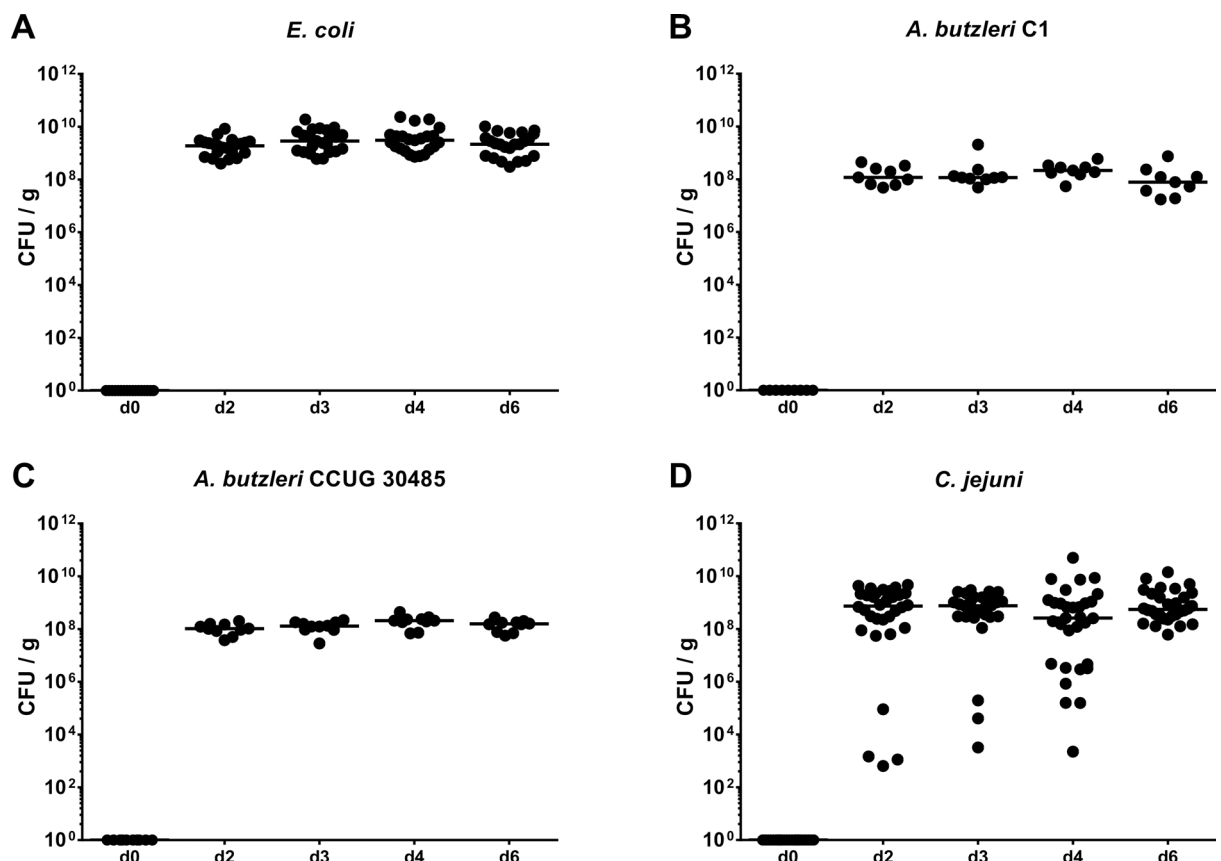 A
E. coli
CFU / g
10¹²
10¹⁰
10⁸
10⁶
10⁴
10²
10⁰
d0 d2 d3 d4 d6
B
A. butzleri C1
CFU / g
10¹²
10¹⁰
10⁸
10⁶
10⁴
10²
10⁰
d0 d2 d3 d4 d6
C
A. butzleri CCUG 30485
CFU / g
10¹²
10¹⁰
10⁸
10⁶
10⁴
10²
10⁰
d0 d2 d3 d4 d6
D
C. jejuni
CFU / g
10¹²
10¹⁰
10⁸
10⁶
10⁴
10²
10⁰
d0 d2 d3 d4 d6